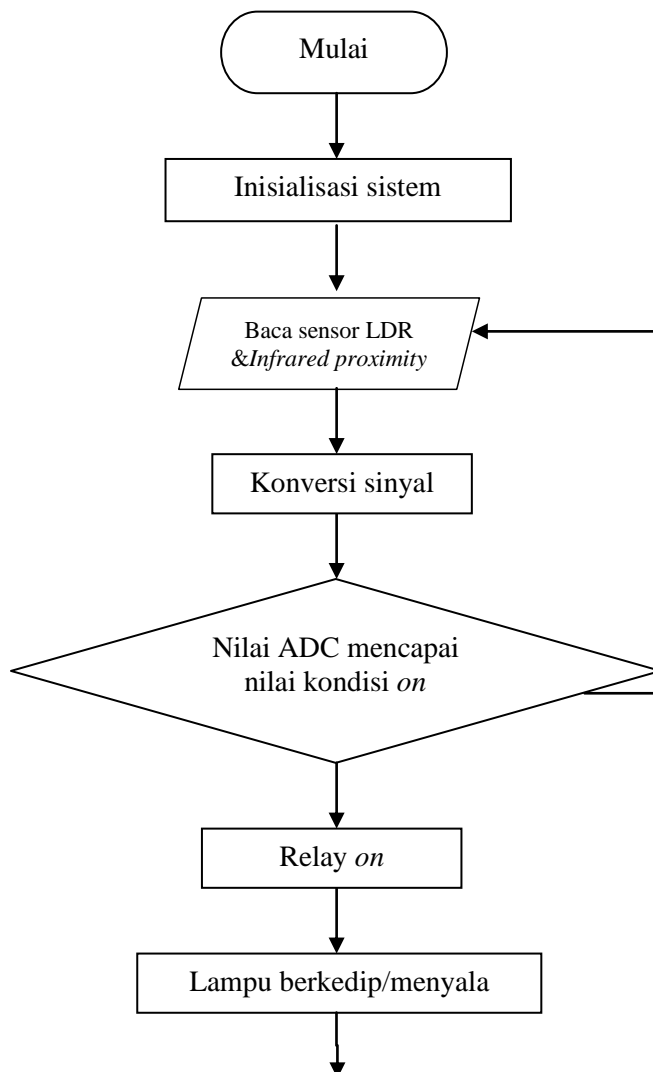 Mulai
Inisialisasi sistem
Baca sensor LDR
&Infrared proximity
Konversi sinyal
Nilai ADC mencapai
nilai kondisi on
Relay on
Lampu berkedip/menyala